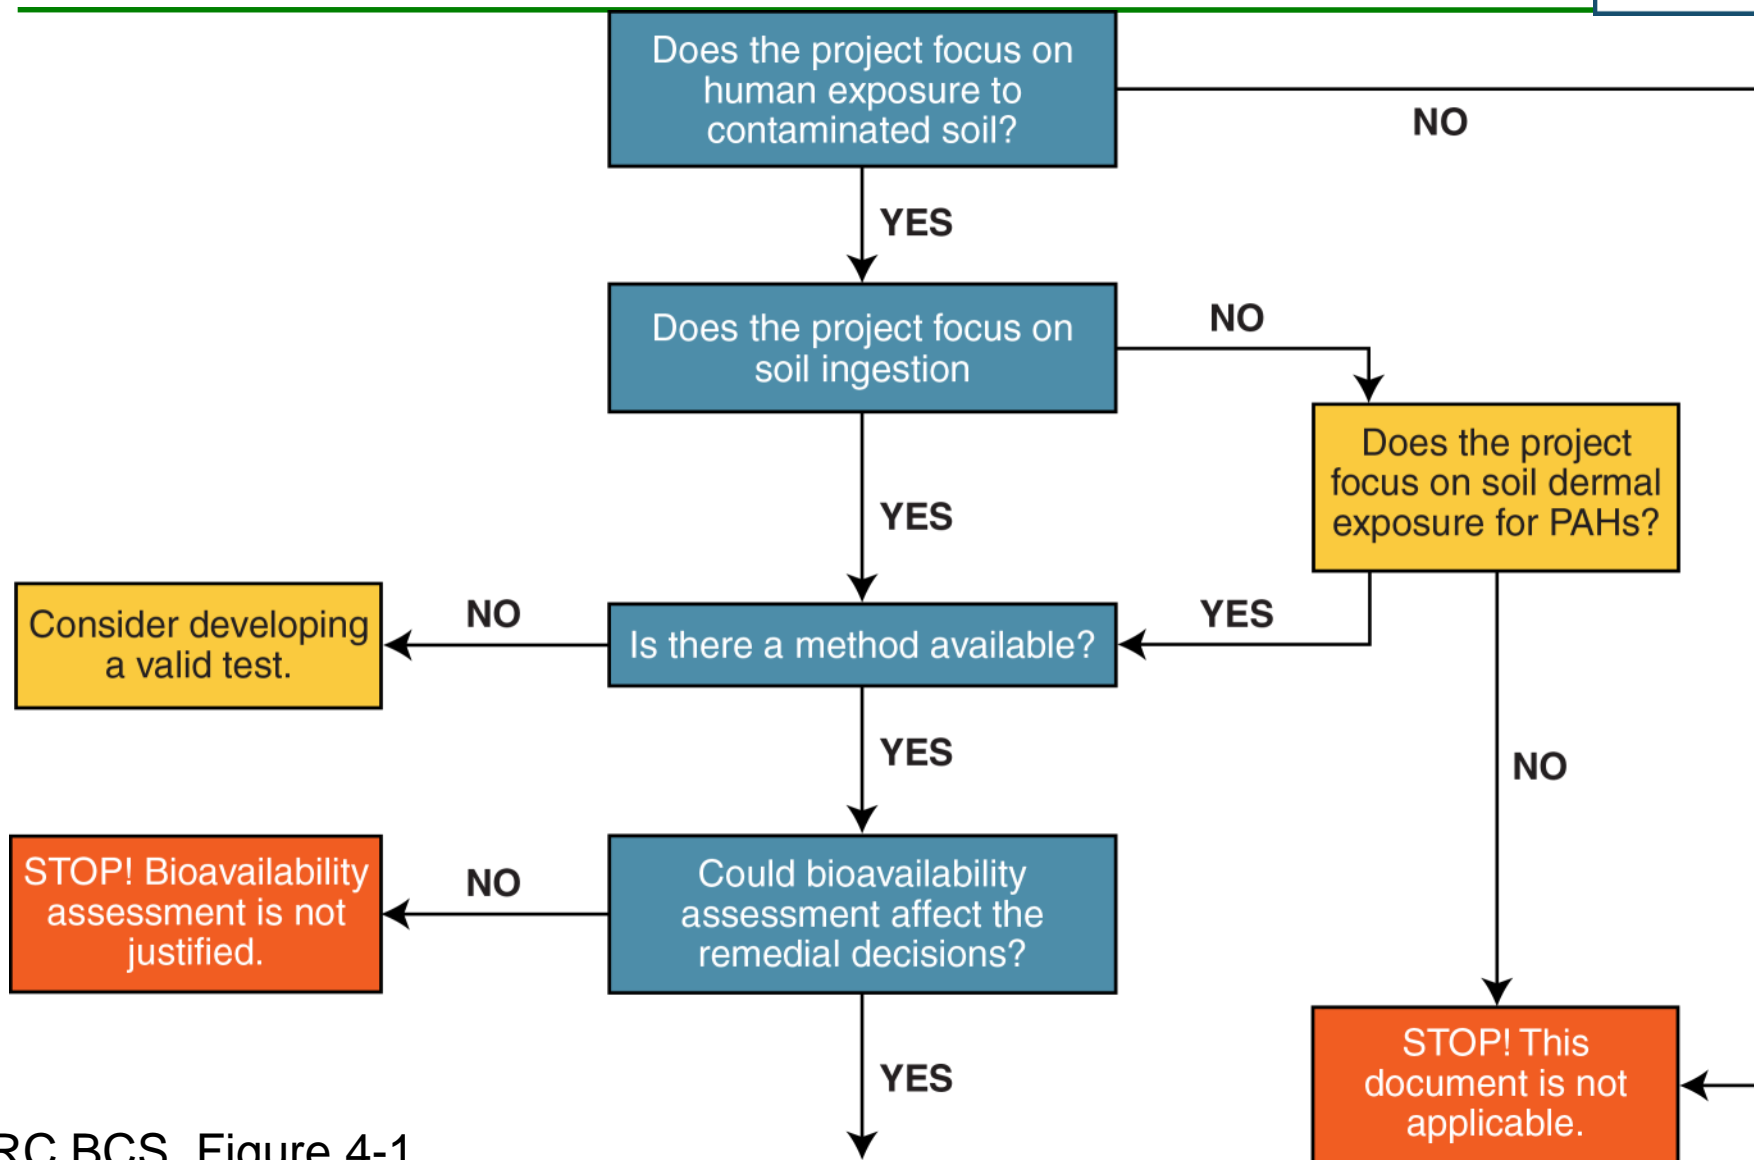 Does the project focus on
human exposure to
contaminated soil?
NO
YES
Does the project focus on
soil ingestion
NO
Does the project
focus on soil dermal
exposure for PAHs?
YES
Consider developing
a valid test.
NO
Is there a method available?
YES
YES
NO
STOP! Bioavailability
assessment is not
justified.
NO
Could bioavailability
assessment affect the
remedial decisions?
YES
STOP! This
document is not
applicable.
RC BCS, Figure 4-1